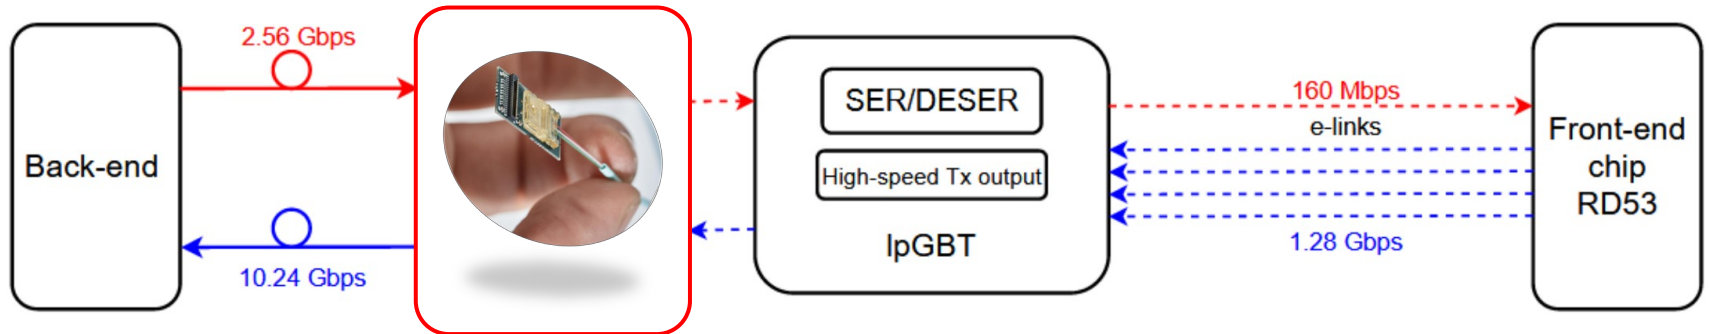 2.56 Gbps
Back-end
10.24 Gbps
SER/DESER
High-speed Tx output
lpGBT
160 Mbps
e-links
1.28 Gbps
Front-end
chip
RD53